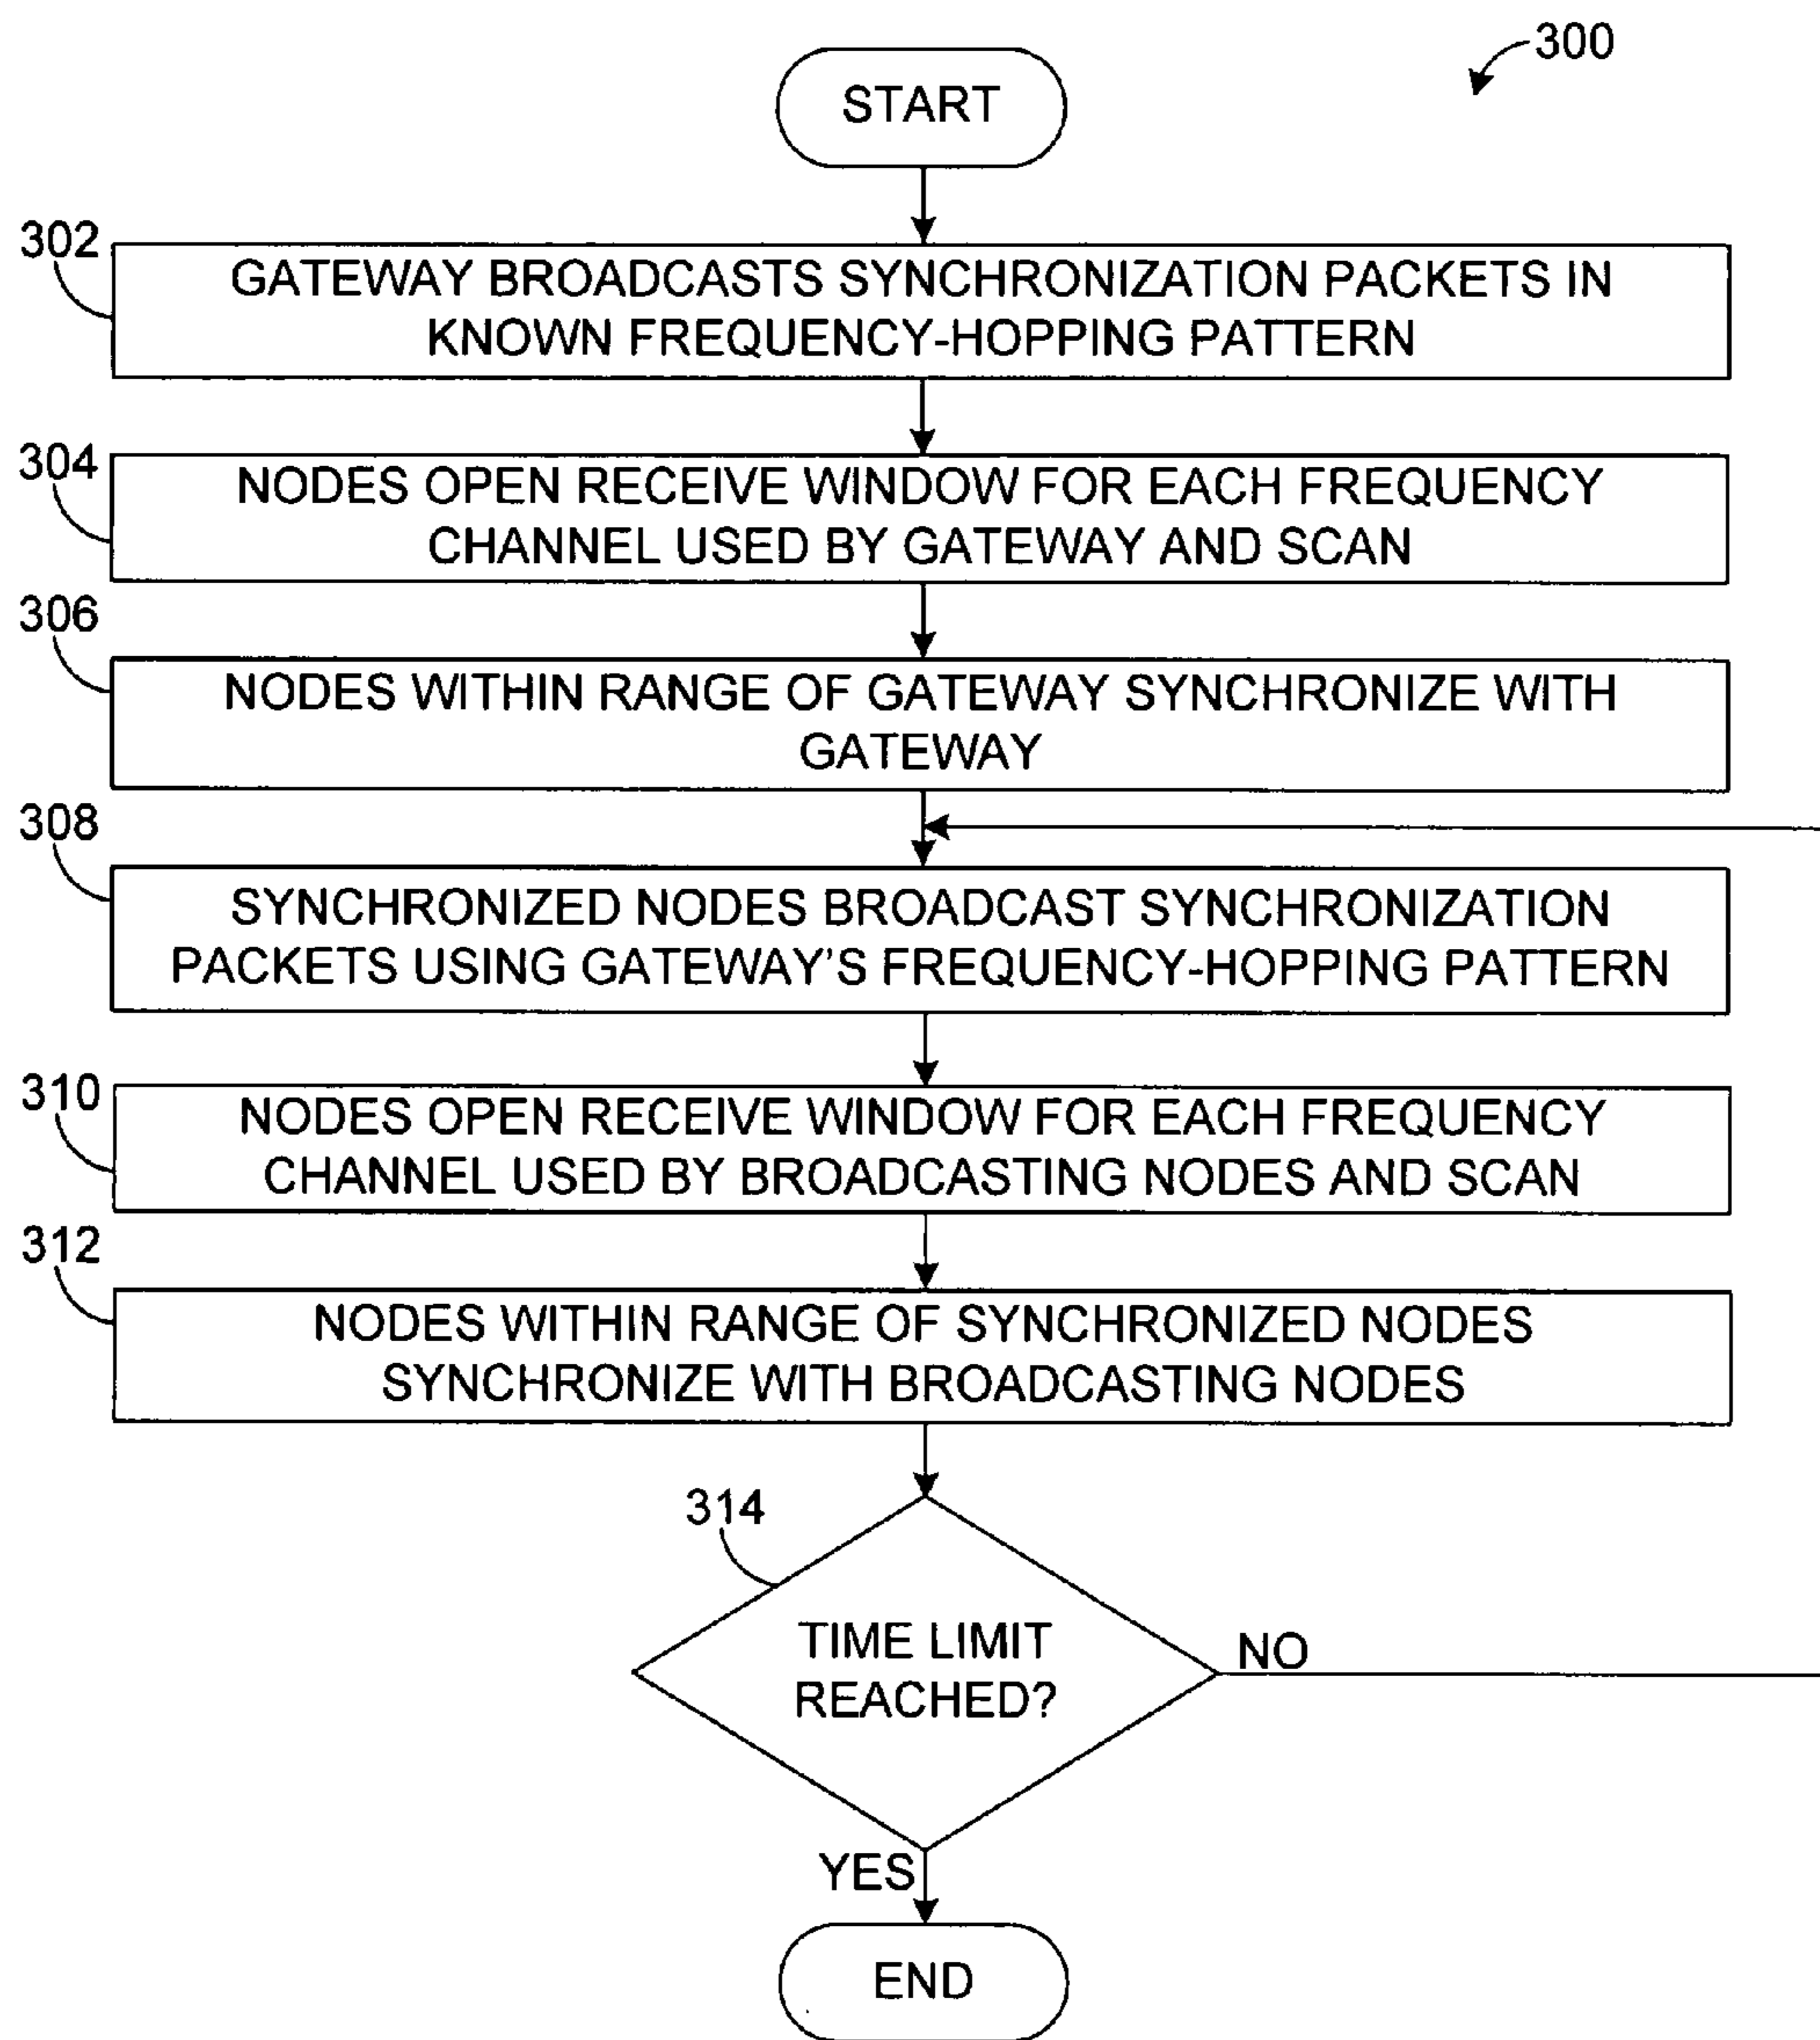 300
START
302
GATEWAY BROADCASTS SYNCHRONIZATION PACKETS IN
KNOWN FREQUENCY-HOPPING PATTERN
304
NODES OPEN RECEIVE WINDOW FOR EACH FREQUENCY
CHANNEL USED BY GATEWAY AND SCAN
306
NODES WITHIN RANGE OF GATEWAY SYNCHRONIZE WITH
GATEWAY
308
SYNCHRONIZED NODES BROADCAST SYNCHRONIZATION
PACKETS USING GATEWAY'S FREQUENCY-HOPPING PATTERN
310
NODES OPEN RECEIVE WINDOW FOR EACH FREQUENCY
CHANNEL USED BY BROADCASTING NODES AND SCAN
312
NODES WITHIN RANGE OF SYNCHRONIZED NODES
SYNCHRONIZE WITH BROADCASTING NODES
314
TIME LIMIT
REACHED?
NO
YES
END